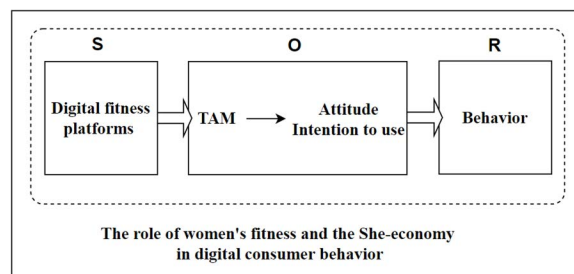 S O R
Digital fitness
platforms
TAM
Attitude
Intention to use
Behavior
The role of women's fitness and the She-economy
in digital consumer behavior